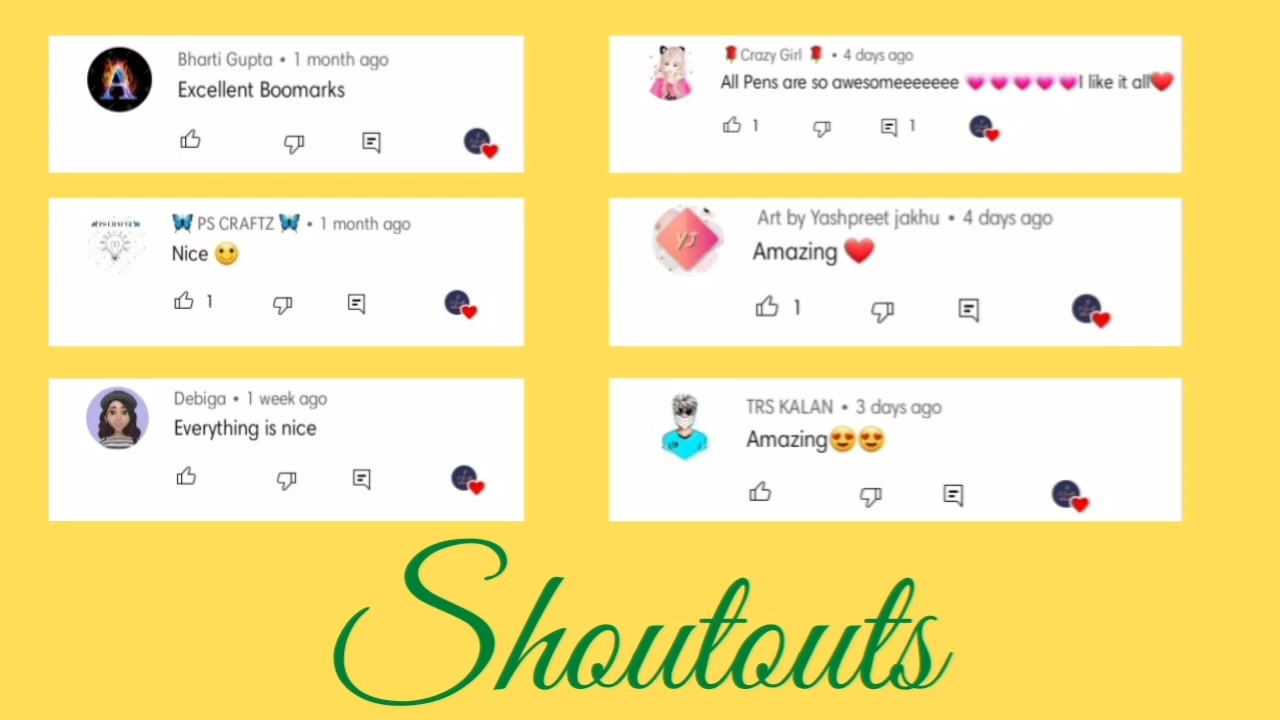 Bharti Gupta • 1 month ago
Excellent Boomarks
🦋 PS CRAFTZ 🦋 • 1 month ago
Nice 🙂
1
Debiga • 1 week ago
Everything is nice
🌹Crazy Girl 🌹 • 4 days ago
All Pens are so awesomeeeeeee 💗💗💗💗💗I like it all❤️
1 1
Art by Yashpreet jakhu • 4 days ago
YJ
Amazing ❤️
1
TRS KALAN • 3 days ago
Amazing😍😍
Shoutouts